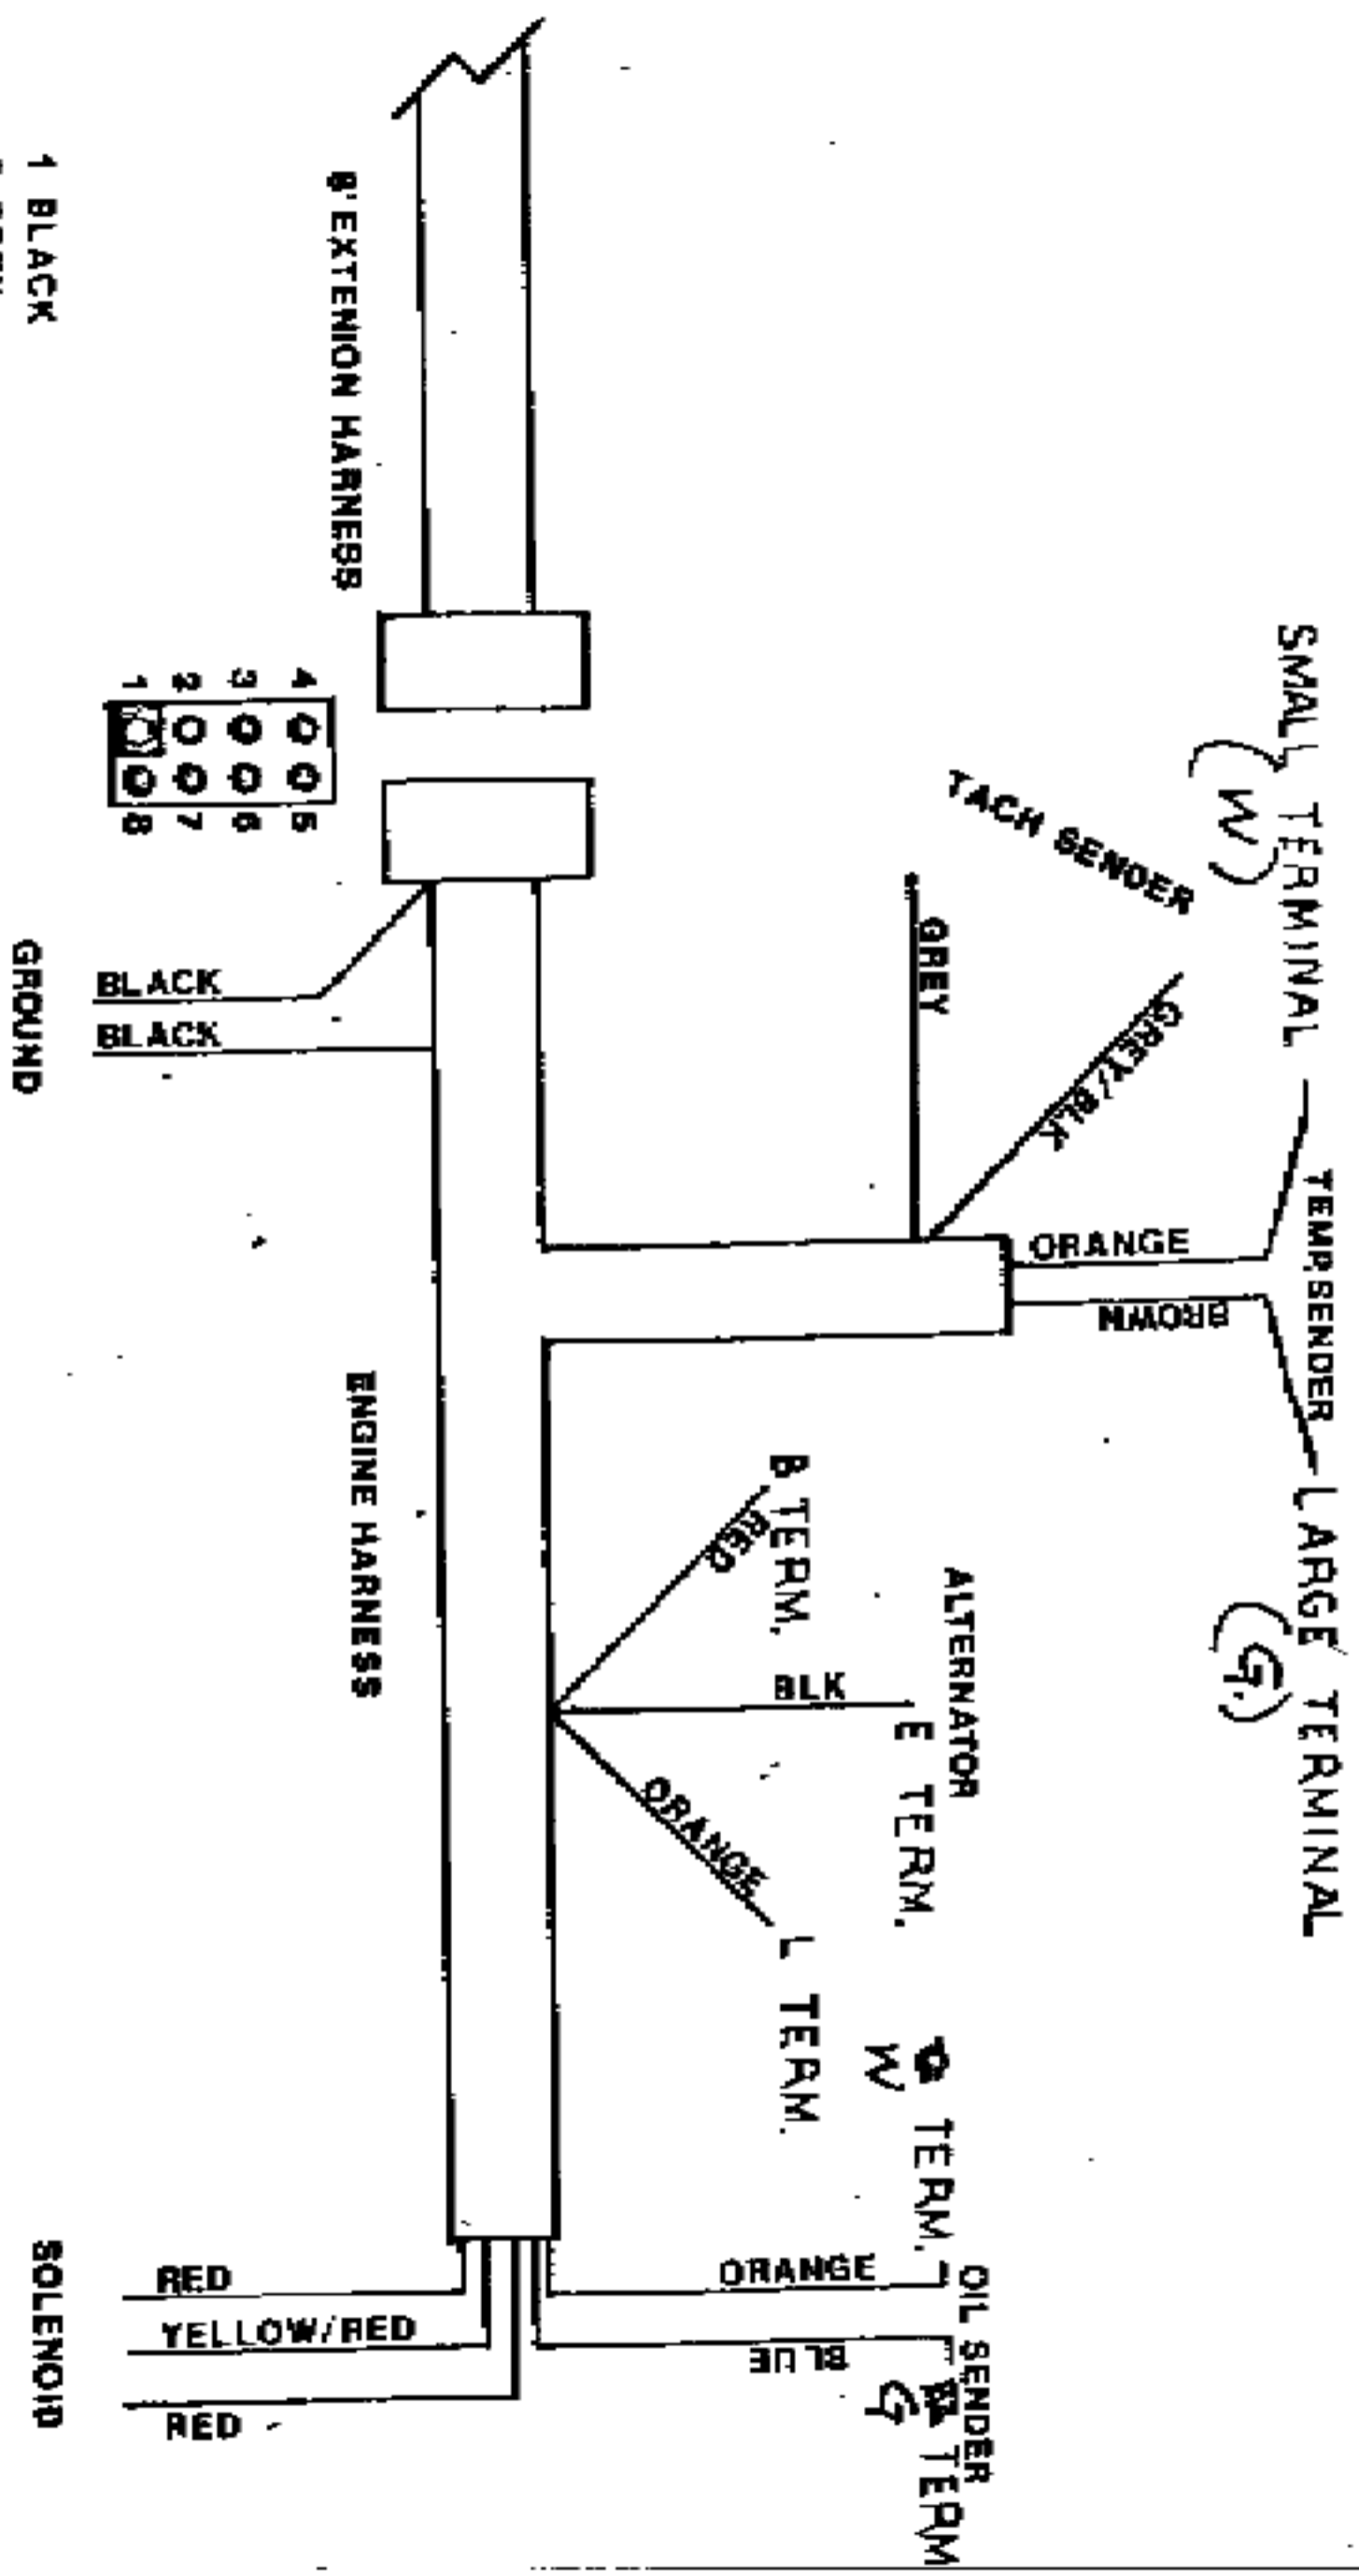 SMALL TERMINAL
(W)
TEMP. SENDER
LARGE TERMINAL
(G.)
TACH SENDER
GREY
GREY/BLK
ORANGE
BROWN
ALTERNATOR
B TERM.
RED
BLK
E TERM.
ORANGE
L TERM.
W TERM.
OIL SENDER
G TERM
ORANGE
BLUE
8' EXTENION HARNESS
ENGINE HARNESS
4 5
3 6
2 7
1 8
BLACK
BLACK
GROUND
RED
YELLOW/RED
RED
SOLENOID
1 BLACK